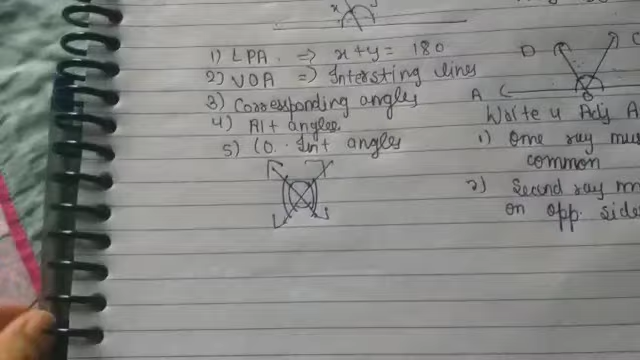 x y
1) LPA. => x+y = 180
2) VOA => Intersting lines
3) Corresponding angles
4) Alt angles
5) CO. Int angles
D C
A O
Write 4 Adj A
1) One ray mus
common
2) Second ray m
on opp. side